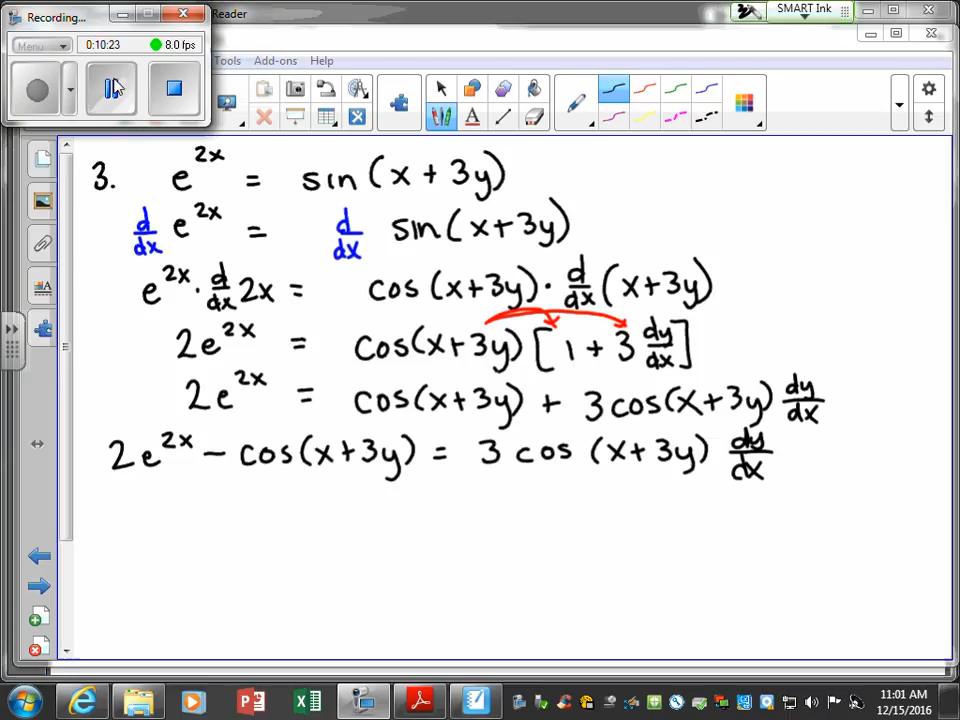 Recording...
Reader
SMART Ink
Menu
0:10:23
8.0 fps
Tools Add-ons Help
3. e^{2x} = sin(x + 3y)
d/dx e^{2x} = d/dx sin(x+3y)
e^{2x} · d/dx 2x = cos(x+3y) · d/dx (x+3y)
2e^{2x} = cos(x+3y) [1 + 3 dy/dx]
2e^{2x} = cos(x+3y) + 3cos(x+3y) dy/dx
2e^{2x} − cos(x+3y) = 3 cos (x+3y) dy/dx
11:01 AM
12/15/2016